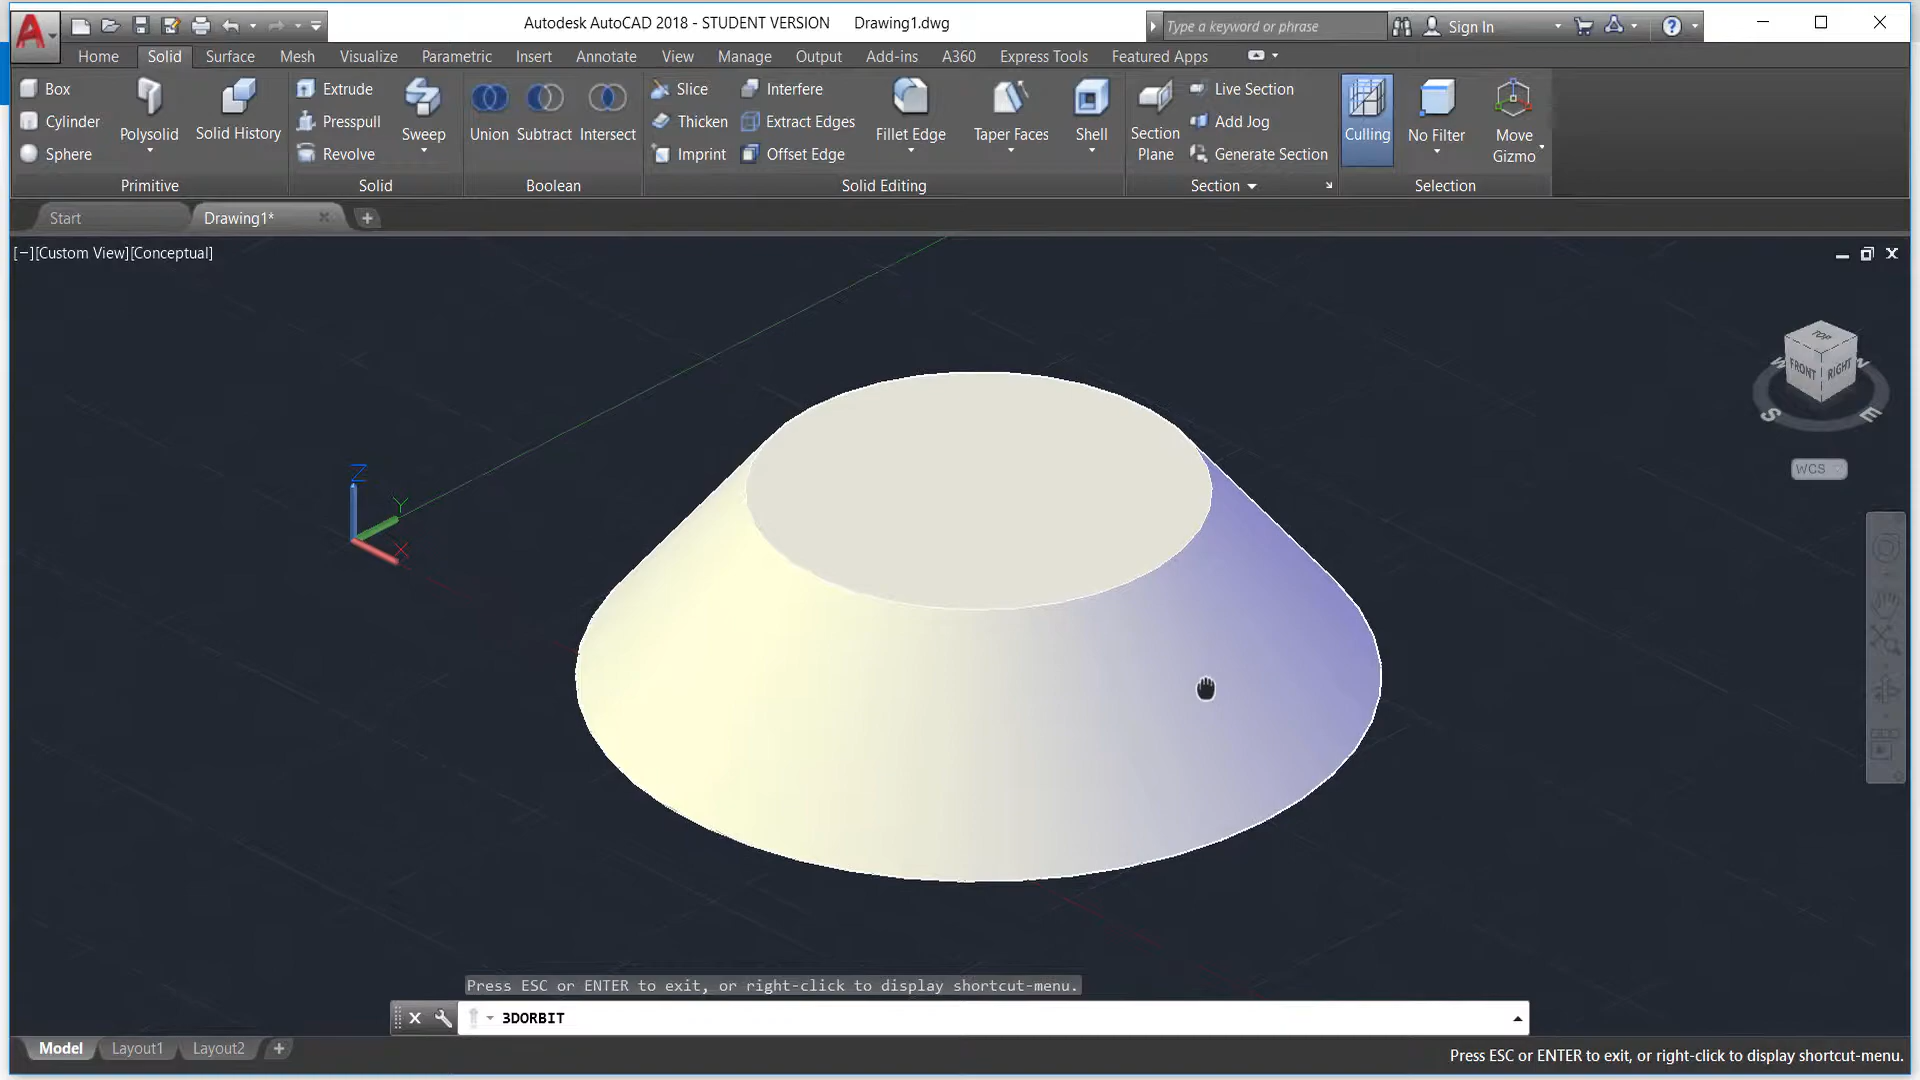 Autodesk AutoCAD 2018 - STUDENT VERSION Drawing1.dwg
Type a keyword or phrase
Sign In
Home Solid Surface Mesh Visualize Parametric Insert Annotate View Manage Output Add-ins A360 Express Tools Featured Apps
Box
Cylinder
Sphere
Polysolid
Solid History
Primitive
Extrude
Presspull
Revolve
Sweep
Solid
Union
Subtract
Intersect
Boolean
Slice
Thicken
Imprint
Interfere
Extract Edges
Offset Edge
Fillet Edge
Taper Faces
Shell
Solid Editing
Section
Plane
Live Section
Add Jog
Generate Section
Section
Culling
No Filter
Move
Gizmo
Selection
Start
Drawing1*
[−][Custom View][Conceptual]
TOP
FRONT
RIGHT
S
E
WCS
Z
Y
X
Press ESC or ENTER to exit, or right-click to display shortcut-menu.
3DORBIT
Model
Layout1
Layout2
Press ESC or ENTER to exit, or right-click to display shortcut-menu.